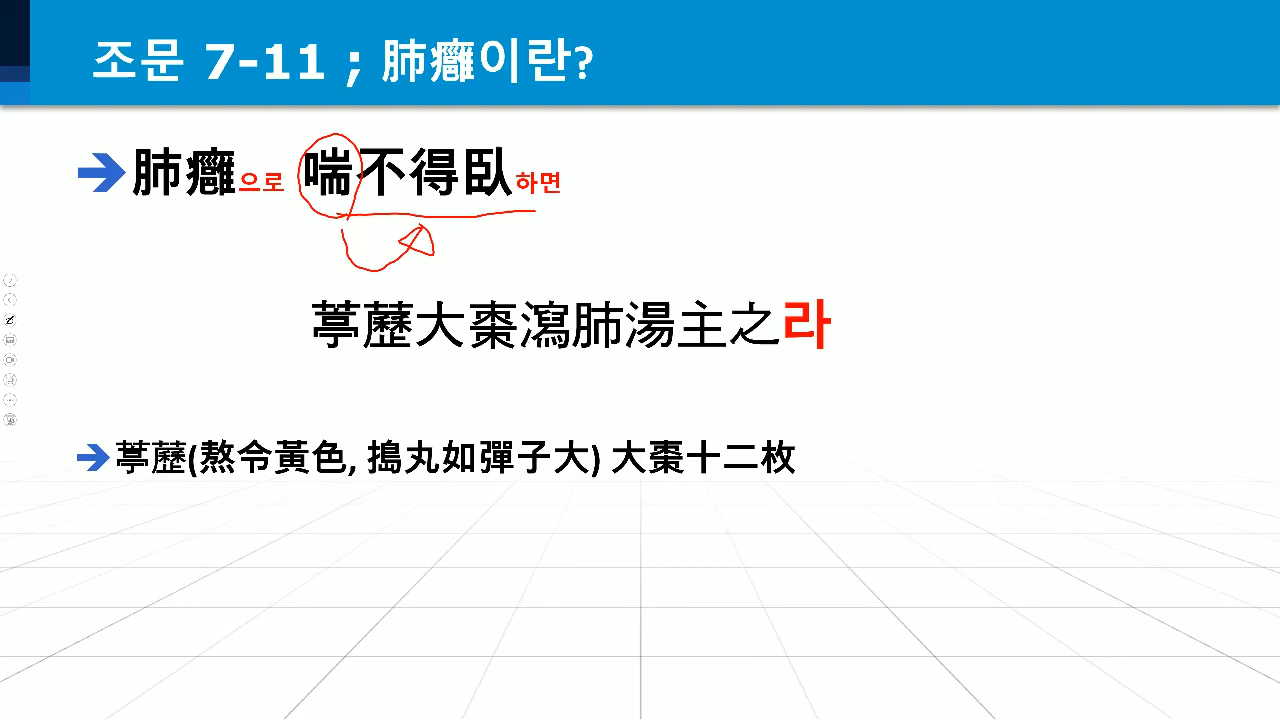 조문 7-11 ; 肺癰이란?
肺癰으로 喘不得臥하면
葶藶大棗瀉肺湯主之라
葶藶(熬令黃色, 搗丸如彈子大) 大棗十二枚